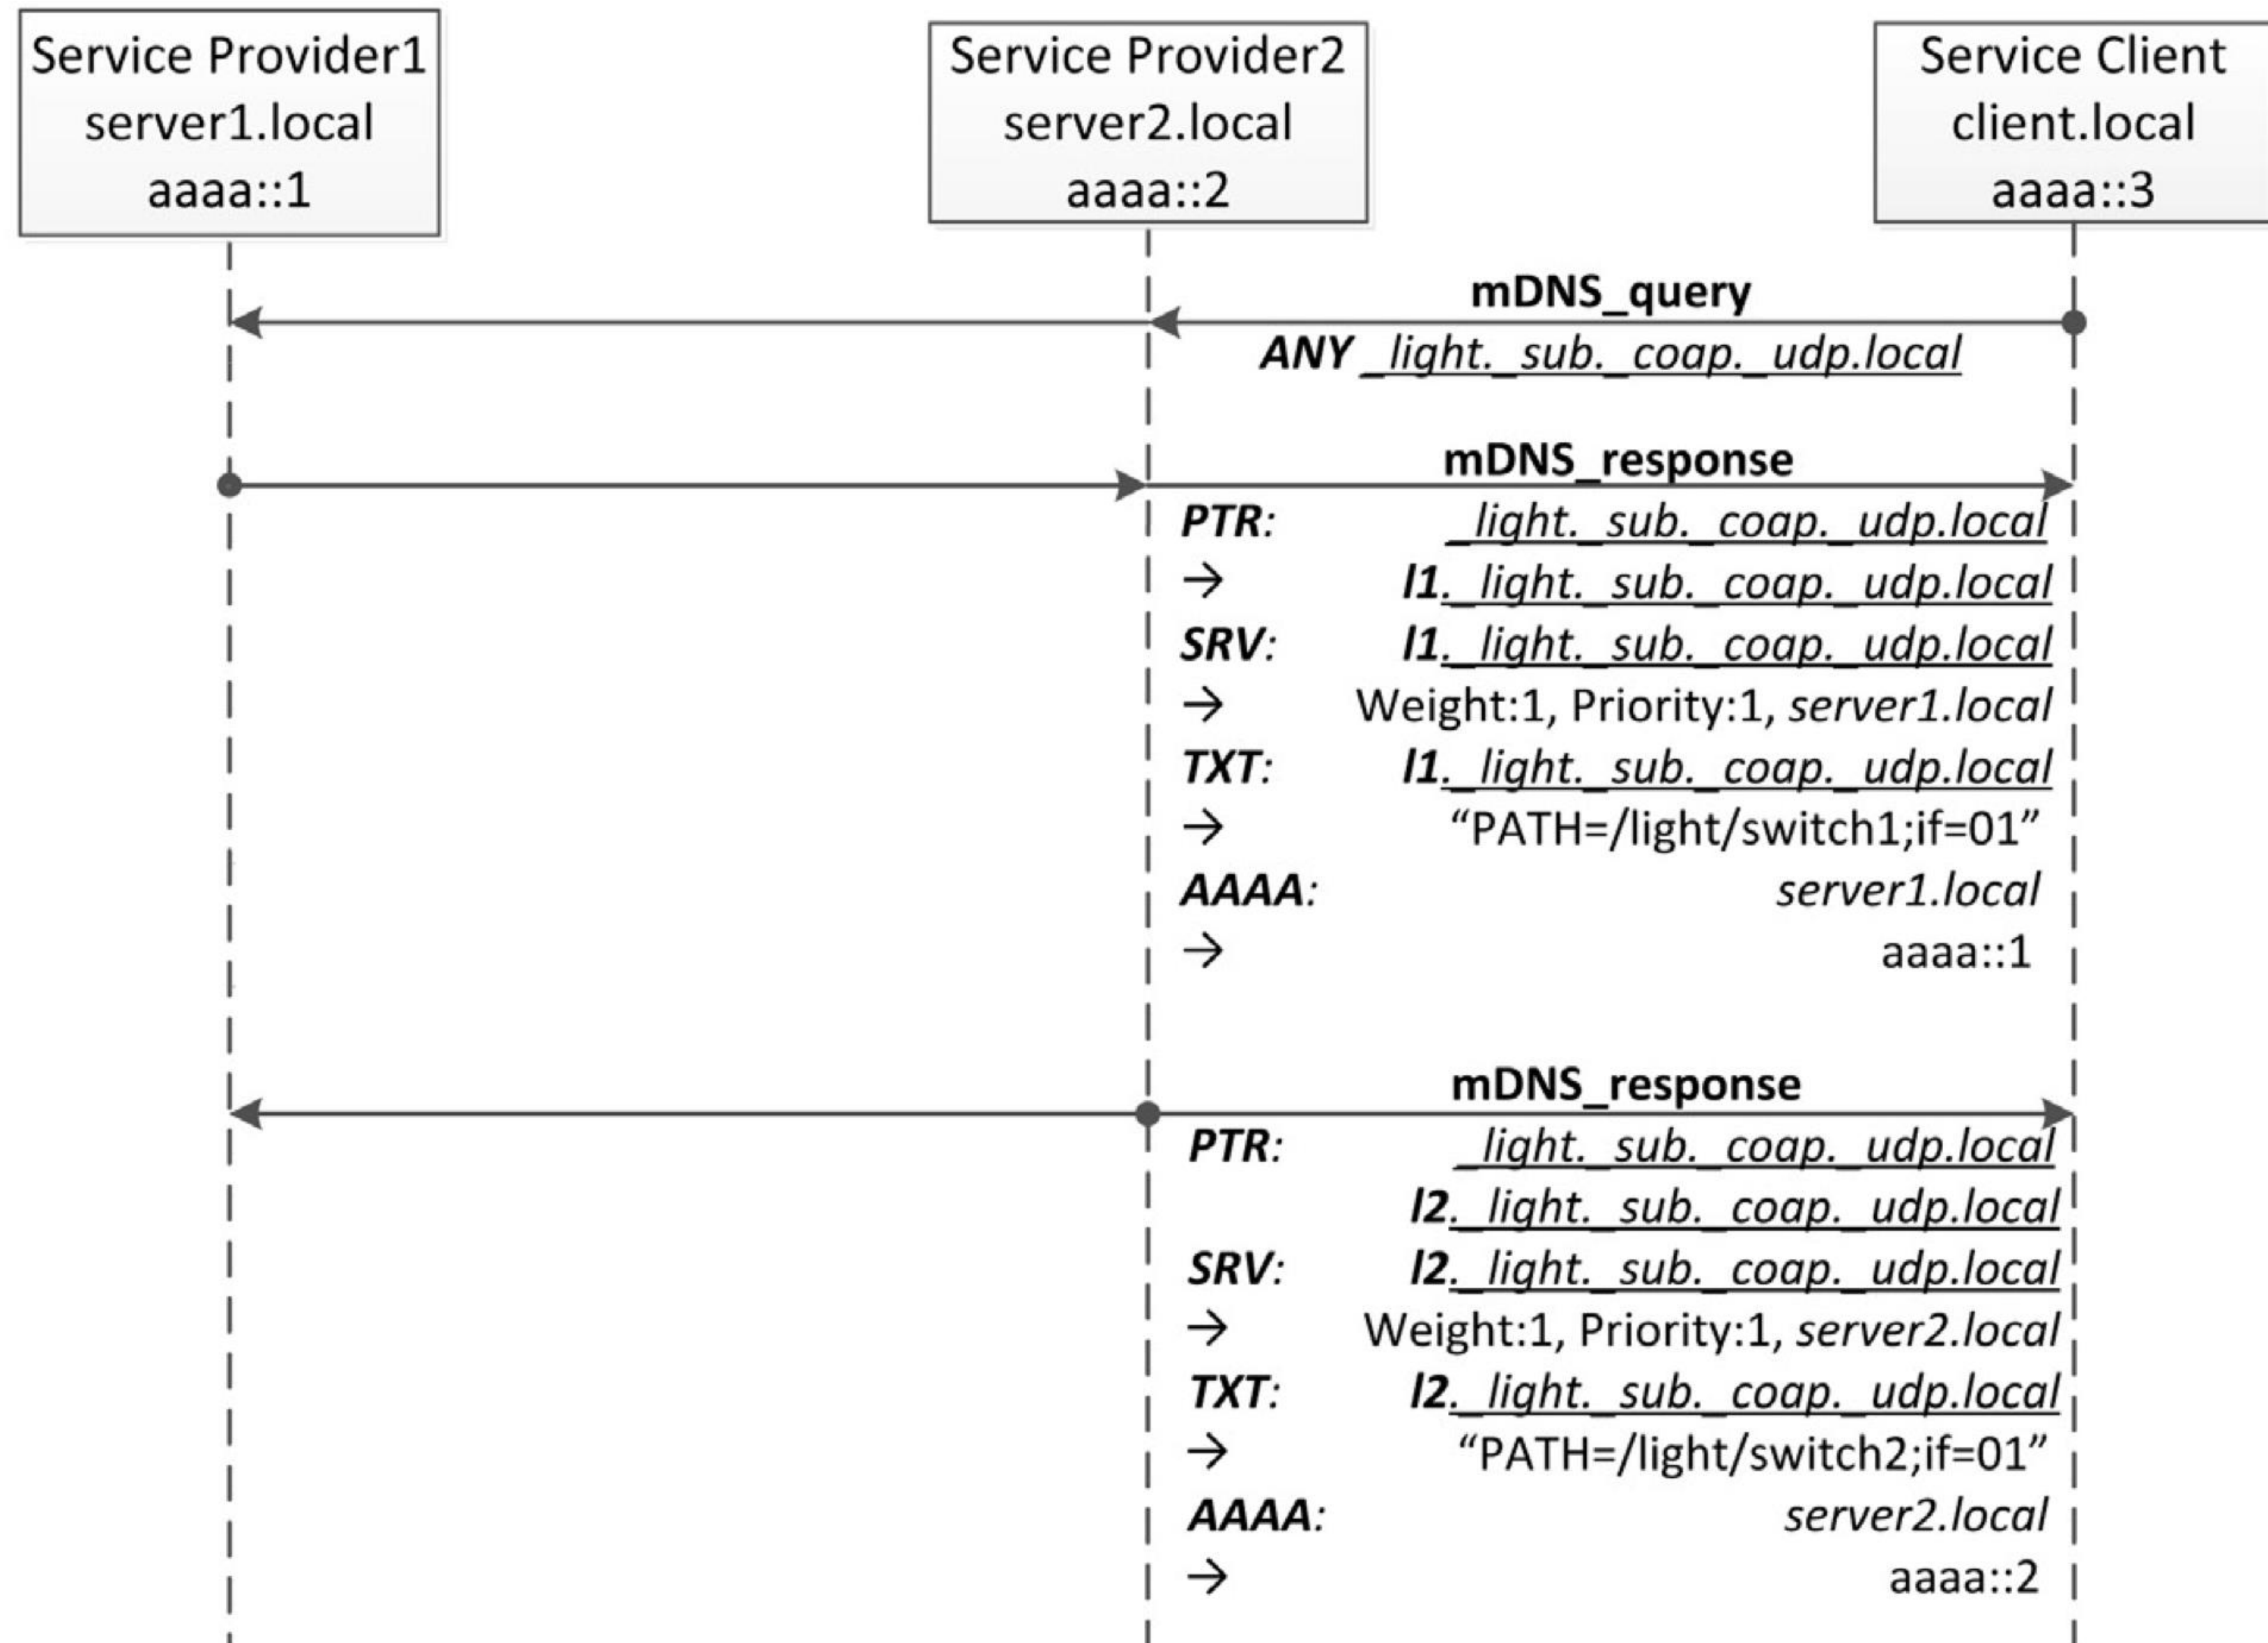 Service Provider1
server1.local
aaaa::1
Service Provider2
server2.local
aaaa::2
Service Client
client.local
aaaa::3
mDNS_query
ANY _light._sub._coap._udp.local
mDNS_response
PTR: _light._sub._coap._udp.local
→ l1._light._sub._coap._udp.local
SRV: l1._light._sub._coap._udp.local
→ Weight:1, Priority:1, server1.local
TXT: l1._light._sub._coap._udp.local
→ “PATH=/light/switch1;if=01”
AAAA: server1.local
→ aaaa::1
mDNS_response
PTR: _light._sub._coap._udp.local
l2._light._sub._coap._udp.local
SRV: l2._light._sub._coap._udp.local
→ Weight:1, Priority:1, server2.local
TXT: l2._light._sub._coap._udp.local
→ “PATH=/light/switch2;if=01”
AAAA: server2.local
→ aaaa::2